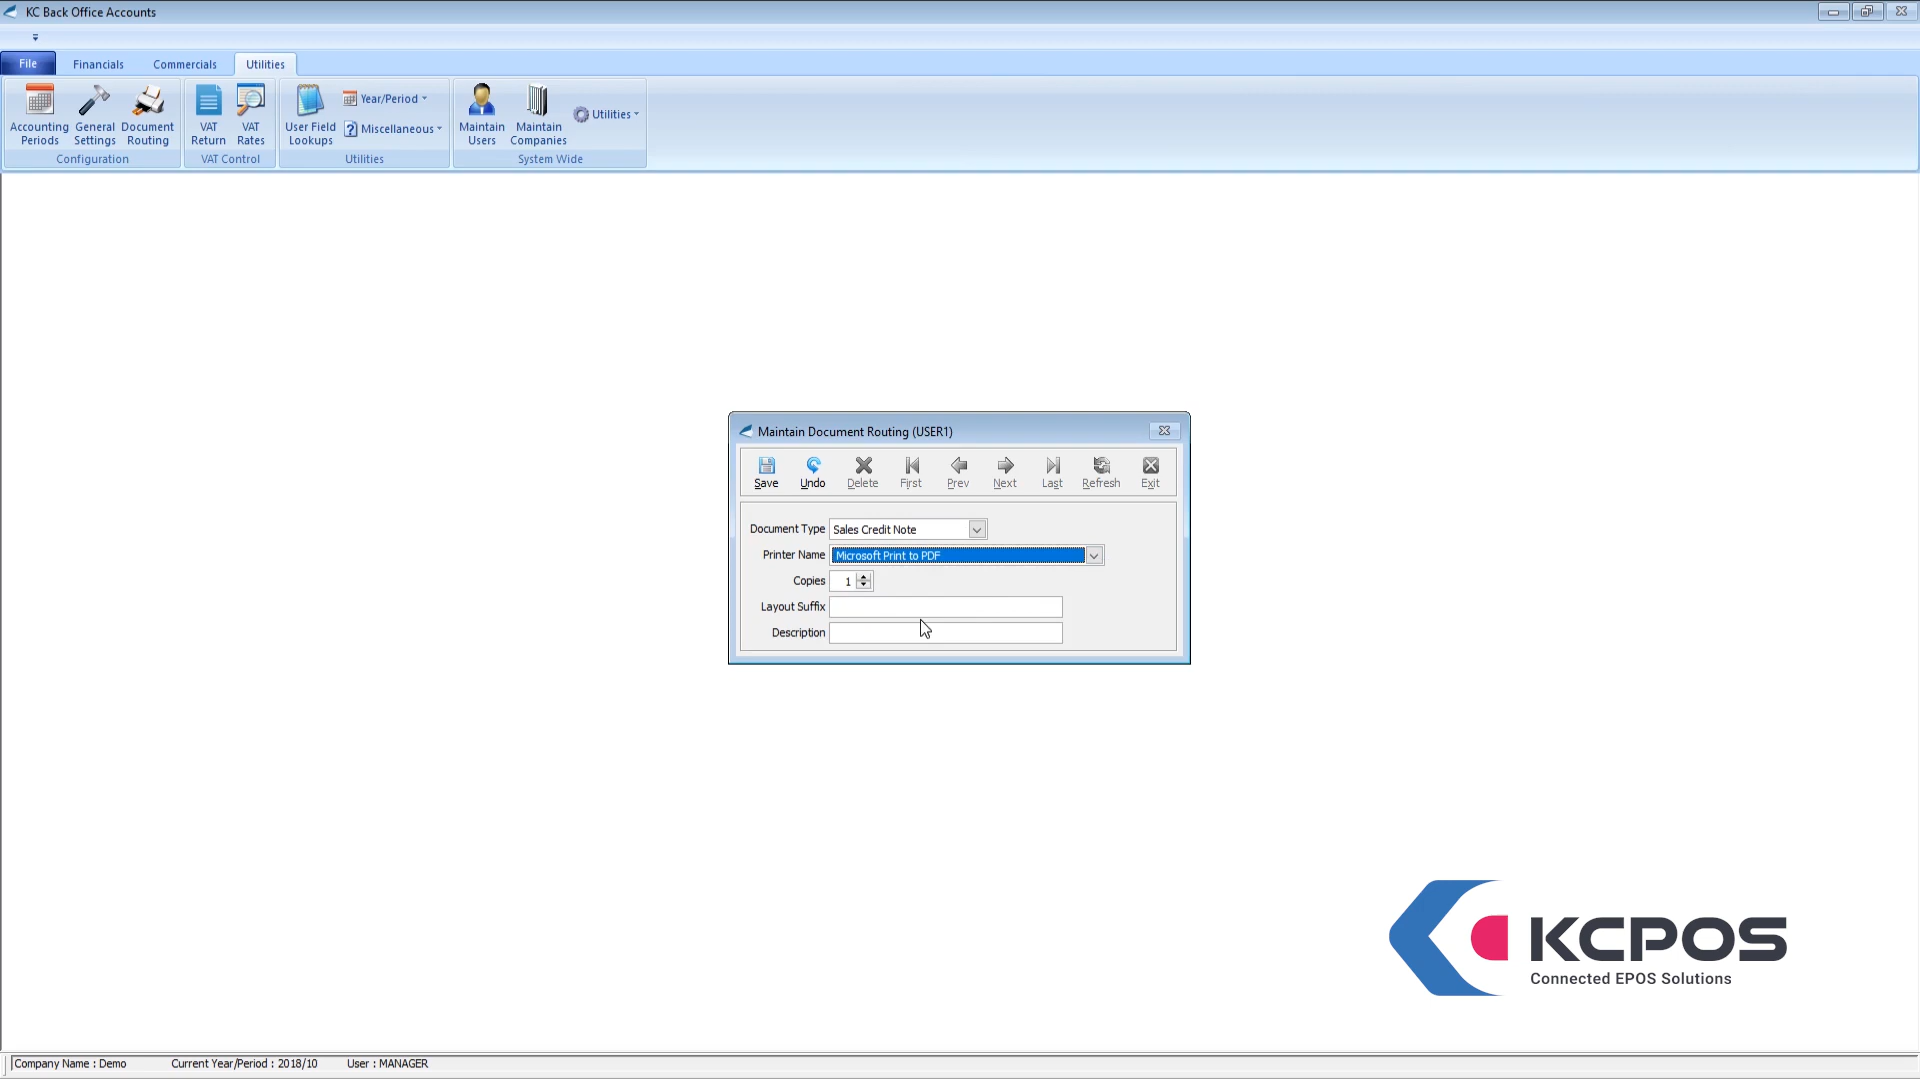 KC Back Office Accounts
File Financials Commercials Utilities
Accounting Periods
General Settings
Document Routing
Configuration
VAT Return
VAT Rates
VAT Control
User Field Lookups
Year/Period
Miscellaneous
Utilities
Maintain Users
Maintain Companies
Utilities
System Wide
Maintain Document Routing (USER1)
Save Undo Delete First Prev Next Last Refresh Exit
Document Type Sales Credit Note
Printer Name Microsoft Print to PDF
Copies 1
Layout Suffix
Description
KCPOS
Connected EPOS Solutions
Company Name : Demo Current Year/Period : 2018/10 User : MANAGER